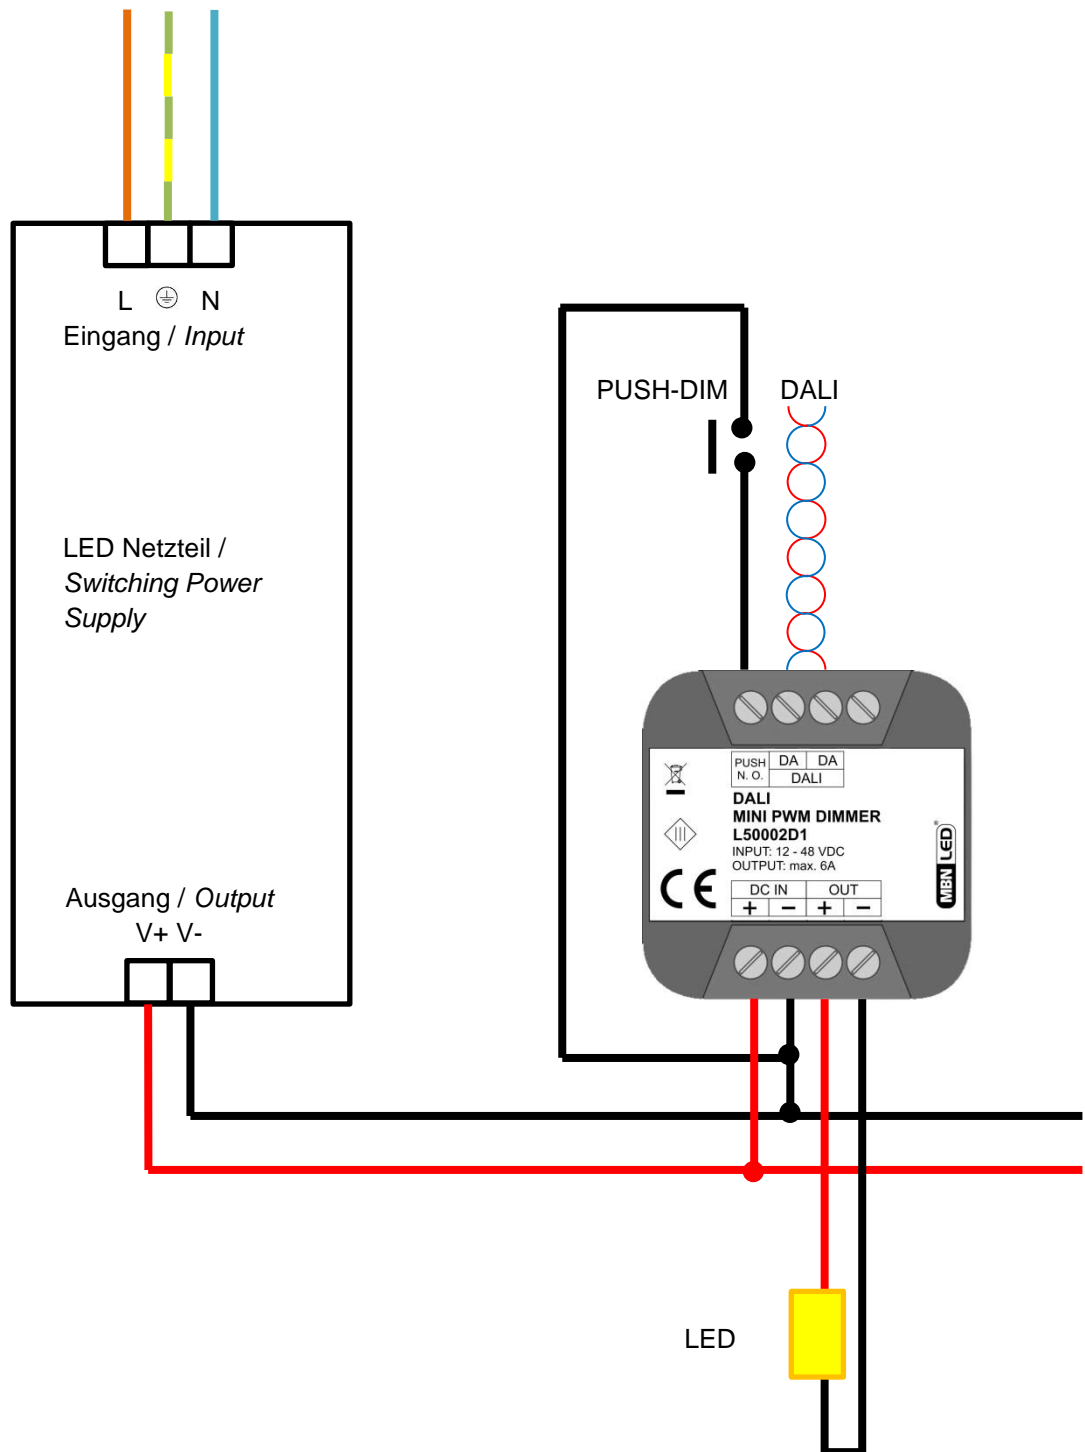 L N
Eingang / Input
PUSH-DIM DALI
LED Netzteil /
Switching Power
Supply
PUSH
N. O.
DA DA
DALI
DALI
MINI PWM DIMMER
L50002D1
INPUT: 12 - 48 VDC
OUTPUT: max. 6A
CE
MBN LED®
DC IN OUT
+ − + −
Ausgang / Output
V+ V-
LED